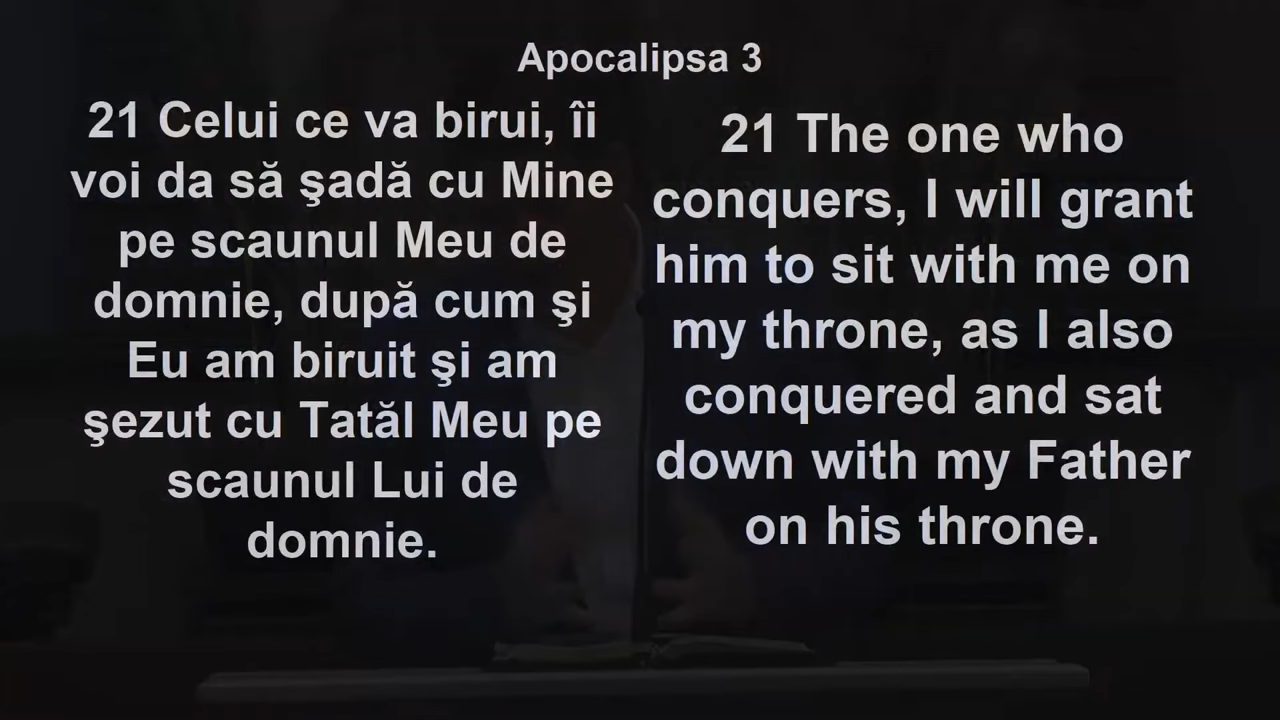 Apocalipsa 3
21 Celui ce va birui, îi
voi da să şadă cu Mine
pe scaunul Meu de
domnie, după cum şi
Eu am biruit şi am
şezut cu Tatăl Meu pe
scaunul Lui de
domnie.
21 The one who
conquers, I will grant
him to sit with me on
my throne, as I also
conquered and sat
down with my Father
on his throne.